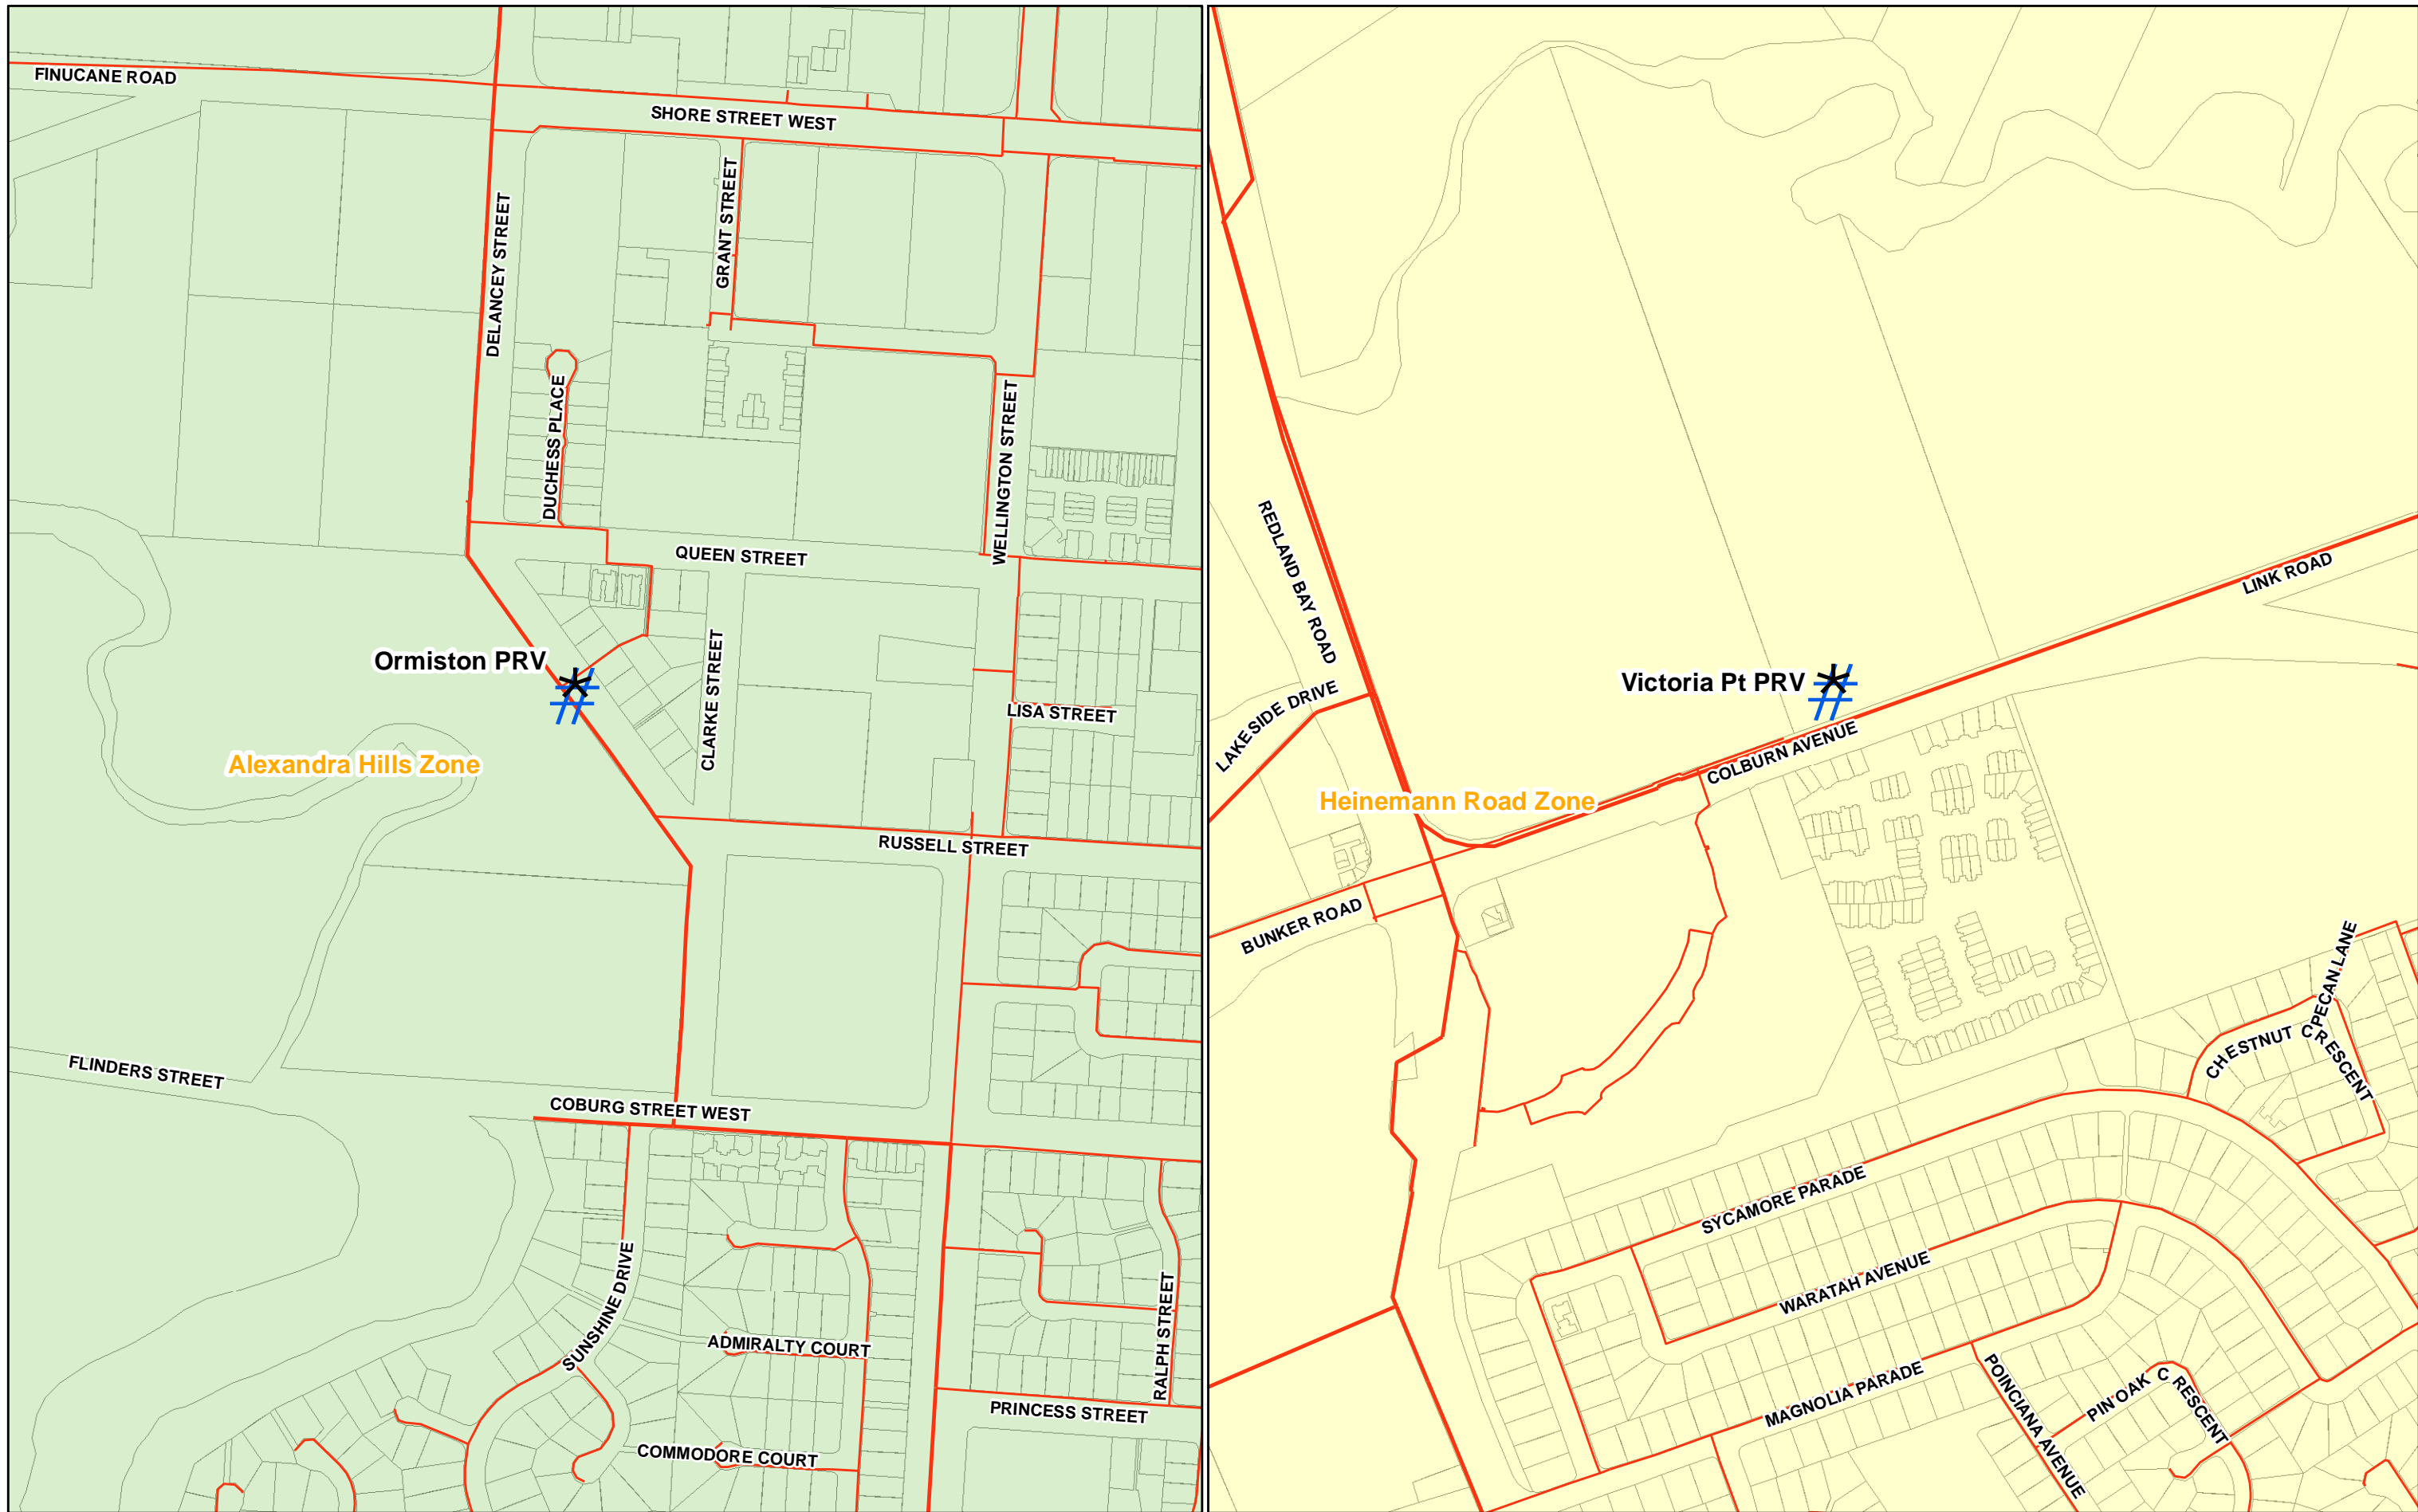 FINUCANE ROAD
SHORE STREET WEST
DELANCEY STREET
GRANT STREET
DUCHESS PLACE
WELLINGTON STREET
QUEEN STREET
CLARKE STREET
Ormiston PRV
LISA STREET
Alexandra Hills Zone
RUSSELL STREET
FLINDERS STREET
COBURG STREET WEST
SUNSHINE DRIVE
ADMIRALTY COURT
RALPH STREET
PRINCESS STREET
COMMODORE COURT
REDLAND BAY ROAD
LINK ROAD
Victoria Pt PRV
LAKESIDE DRIVE
COLBURN AVENUE
Heinemann Road Zone
BUNKER ROAD
PECAN LANE
CHESTNUT CRESCENT
SYCAMORE PARADE
WARATAH AVENUE
MAGNOLIA PARADE
POINCIANA AVENUE
PIN OAK CRESCENT